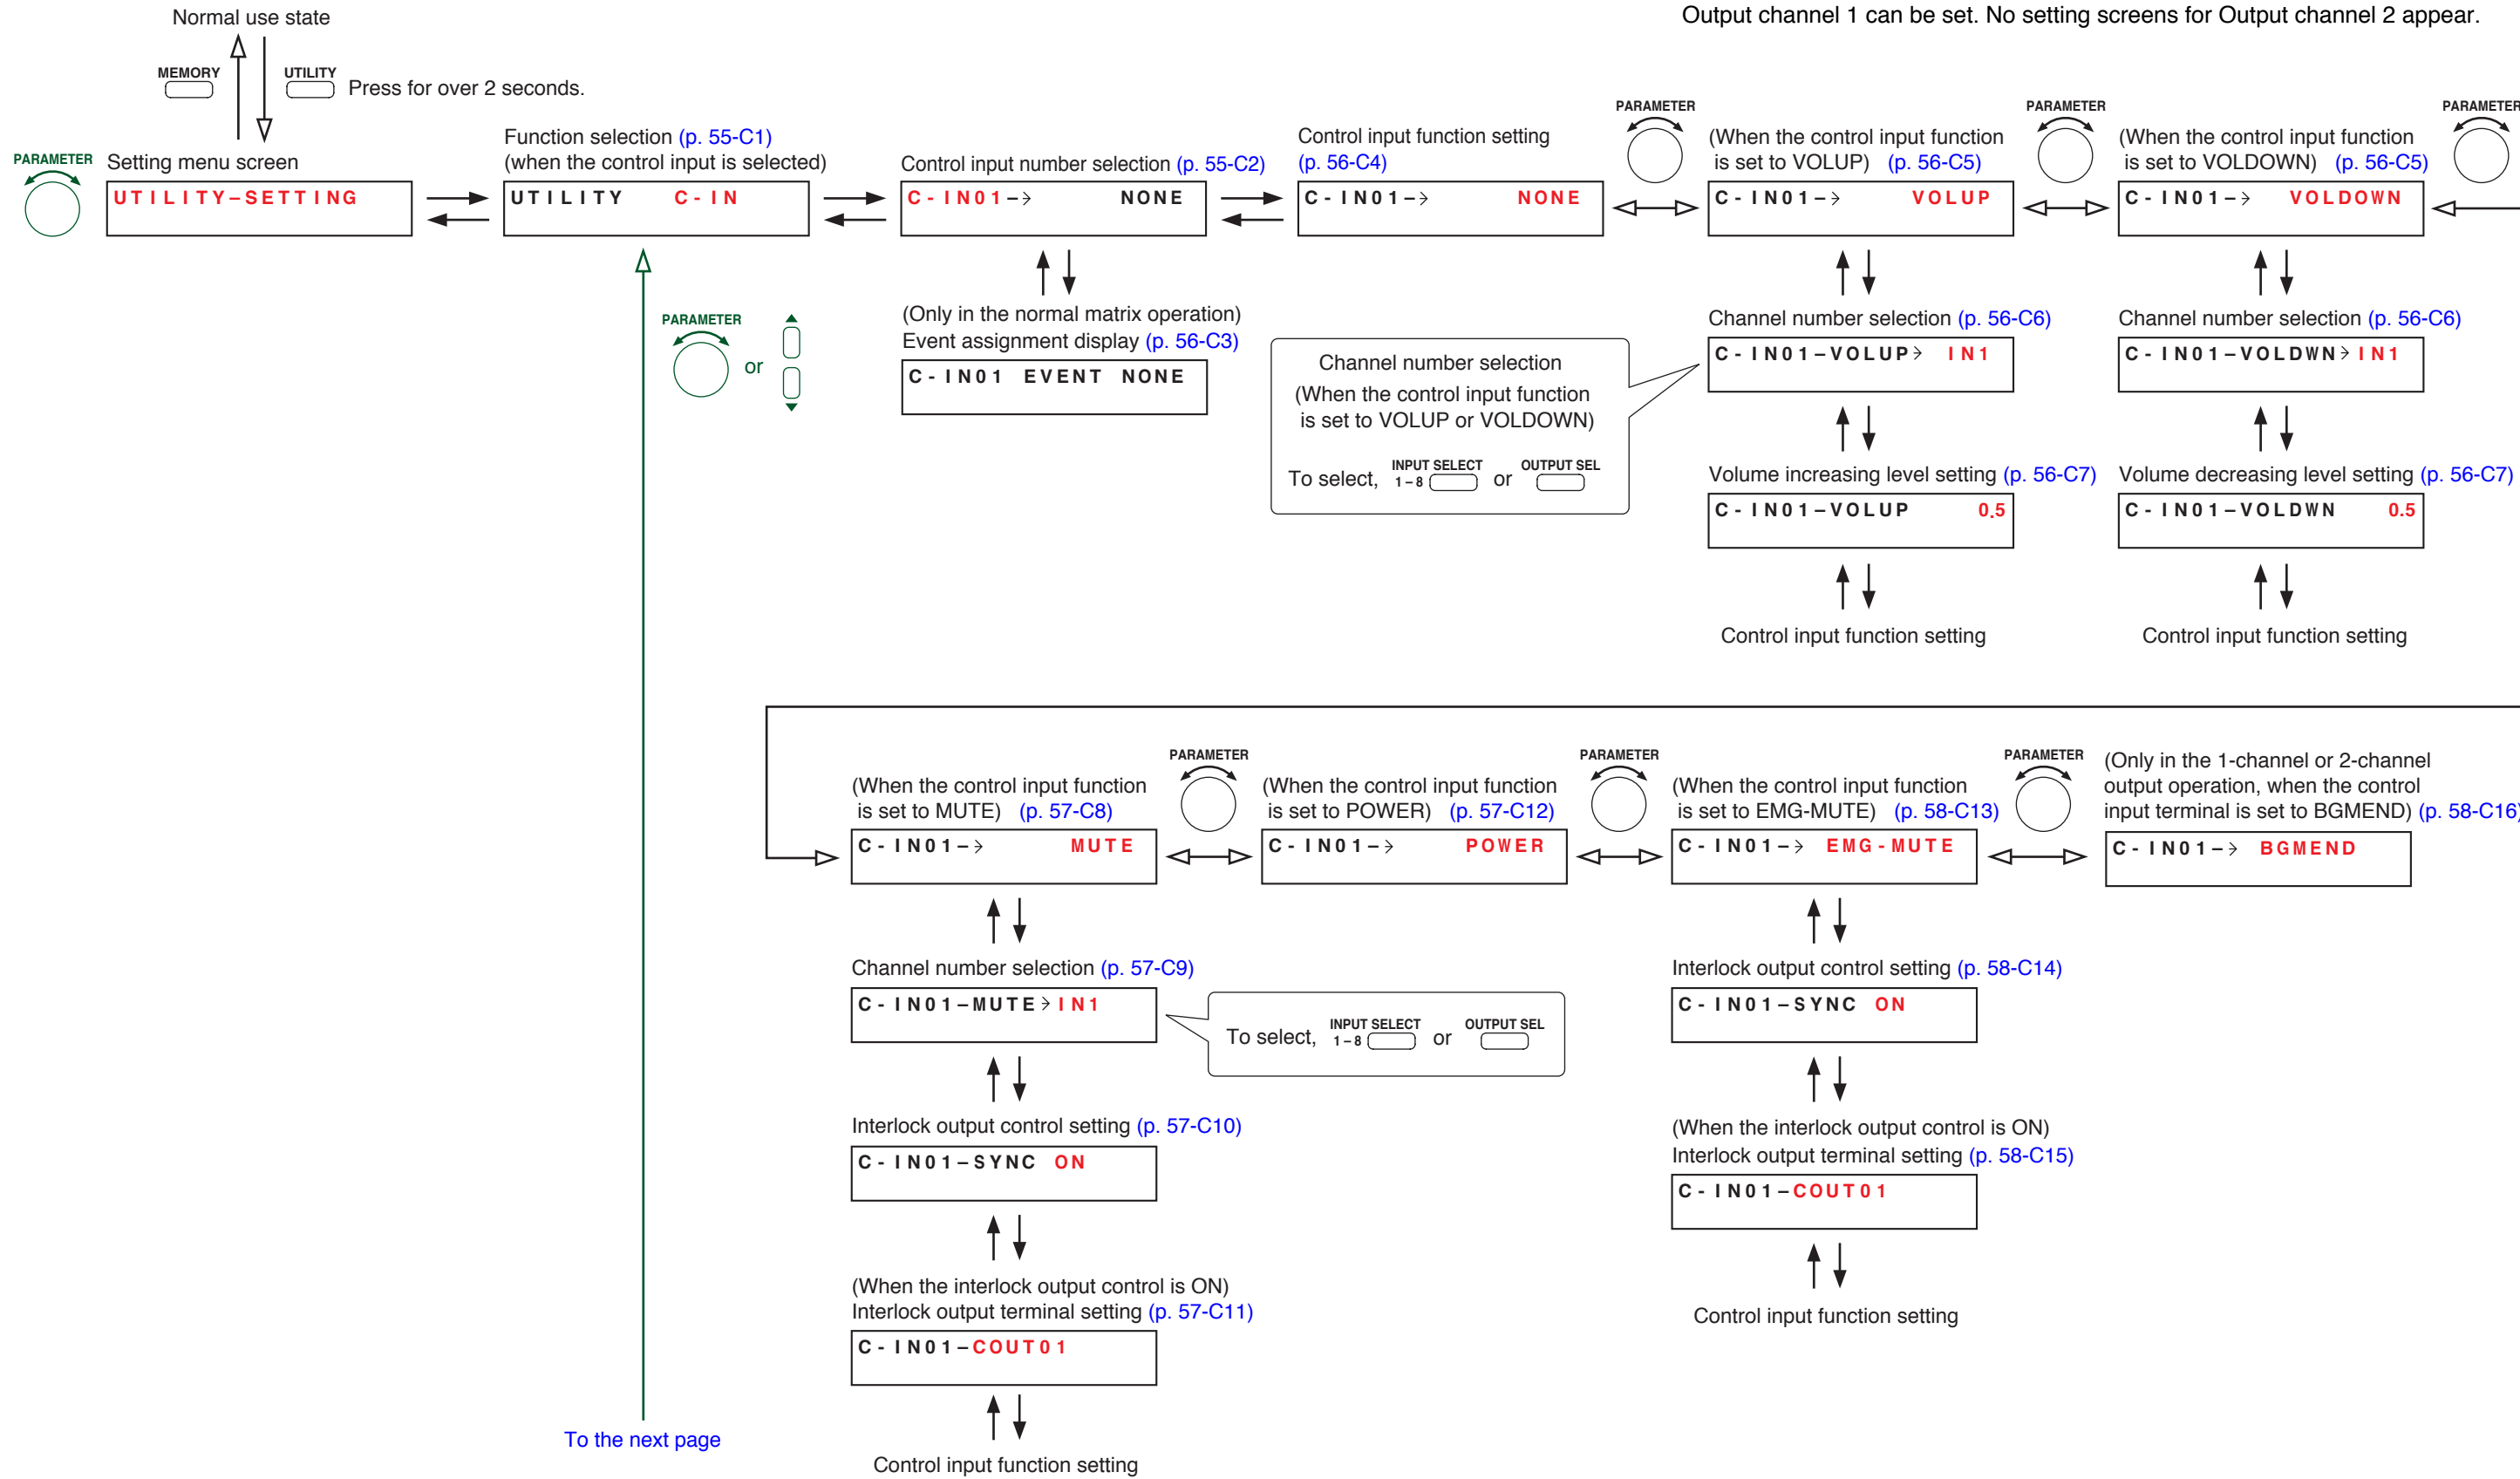 Output channel 1 can be set. No setting screens for Output channel 2 appear.
Normal use state
MEMORY
UTILITY
Press for over 2 seconds.
PARAMETER
Setting menu screen
UTILITY–SETTING
Function selection (p. 55-C1)
(when the control input is selected)
UTILITY C-IN
Control input number selection (p. 55-C2)
C-IN01–> NONE
Control input function setting
(p. 56-C4)
C-IN01–> NONE
PARAMETER
(When the control input function
is set to VOLUP) (p. 56-C5)
C-IN01–> VOLUP
PARAMETER
(When the control input function
is set to VOLDOWN) (p. 56-C5)
C-IN01–> VOLDOWN
PARAMETER
PARAMETER
or
(Only in the normal matrix operation)
Event assignment display (p. 56-C3)
C-IN01 EVENT NONE
Channel number selection
(When the control input function
is set to VOLUP or VOLDOWN)
To select, INPUT SELECT 1–8 or OUTPUT SEL
Channel number selection (p. 56-C6)
C-IN01–VOLUP> IN1
Channel number selection (p. 56-C6)
C-IN01–VOLDWN>IN1
Volume increasing level setting (p. 56-C7)
C-IN01–VOLUP 0.5
Volume decreasing level setting (p. 56-C7)
C-IN01–VOLDWN 0.5
Control input function setting
Control input function setting
(When the control input function
is set to MUTE) (p. 57-C8)
C-IN01–> MUTE
PARAMETER
(When the control input function
is set to POWER) (p. 57-C12)
C-IN01–> POWER
PARAMETER
(When the control input function
is set to EMG-MUTE) (p. 58-C13)
C-IN01–> EMG-MUTE
PARAMETER
(Only in the 1-channel or 2-channel
output operation, when the control
input terminal is set to BGMEND) (p. 58-C16)
C-IN01–> BGMEND
Channel number selection (p. 57-C9)
C-IN01–MUTE>IN1
To select, INPUT SELECT 1–8 or OUTPUT SEL
Interlock output control setting (p. 58-C14)
C-IN01–SYNC ON
Interlock output control setting (p. 57-C10)
C-IN01–SYNC ON
(When the interlock output control is ON)
Interlock output terminal setting (p. 58-C15)
C-IN01–COUT01
(When the interlock output control is ON)
Interlock output terminal setting (p. 57-C11)
C-IN01–COUT01
Control input function setting
To the next page
Control input function setting